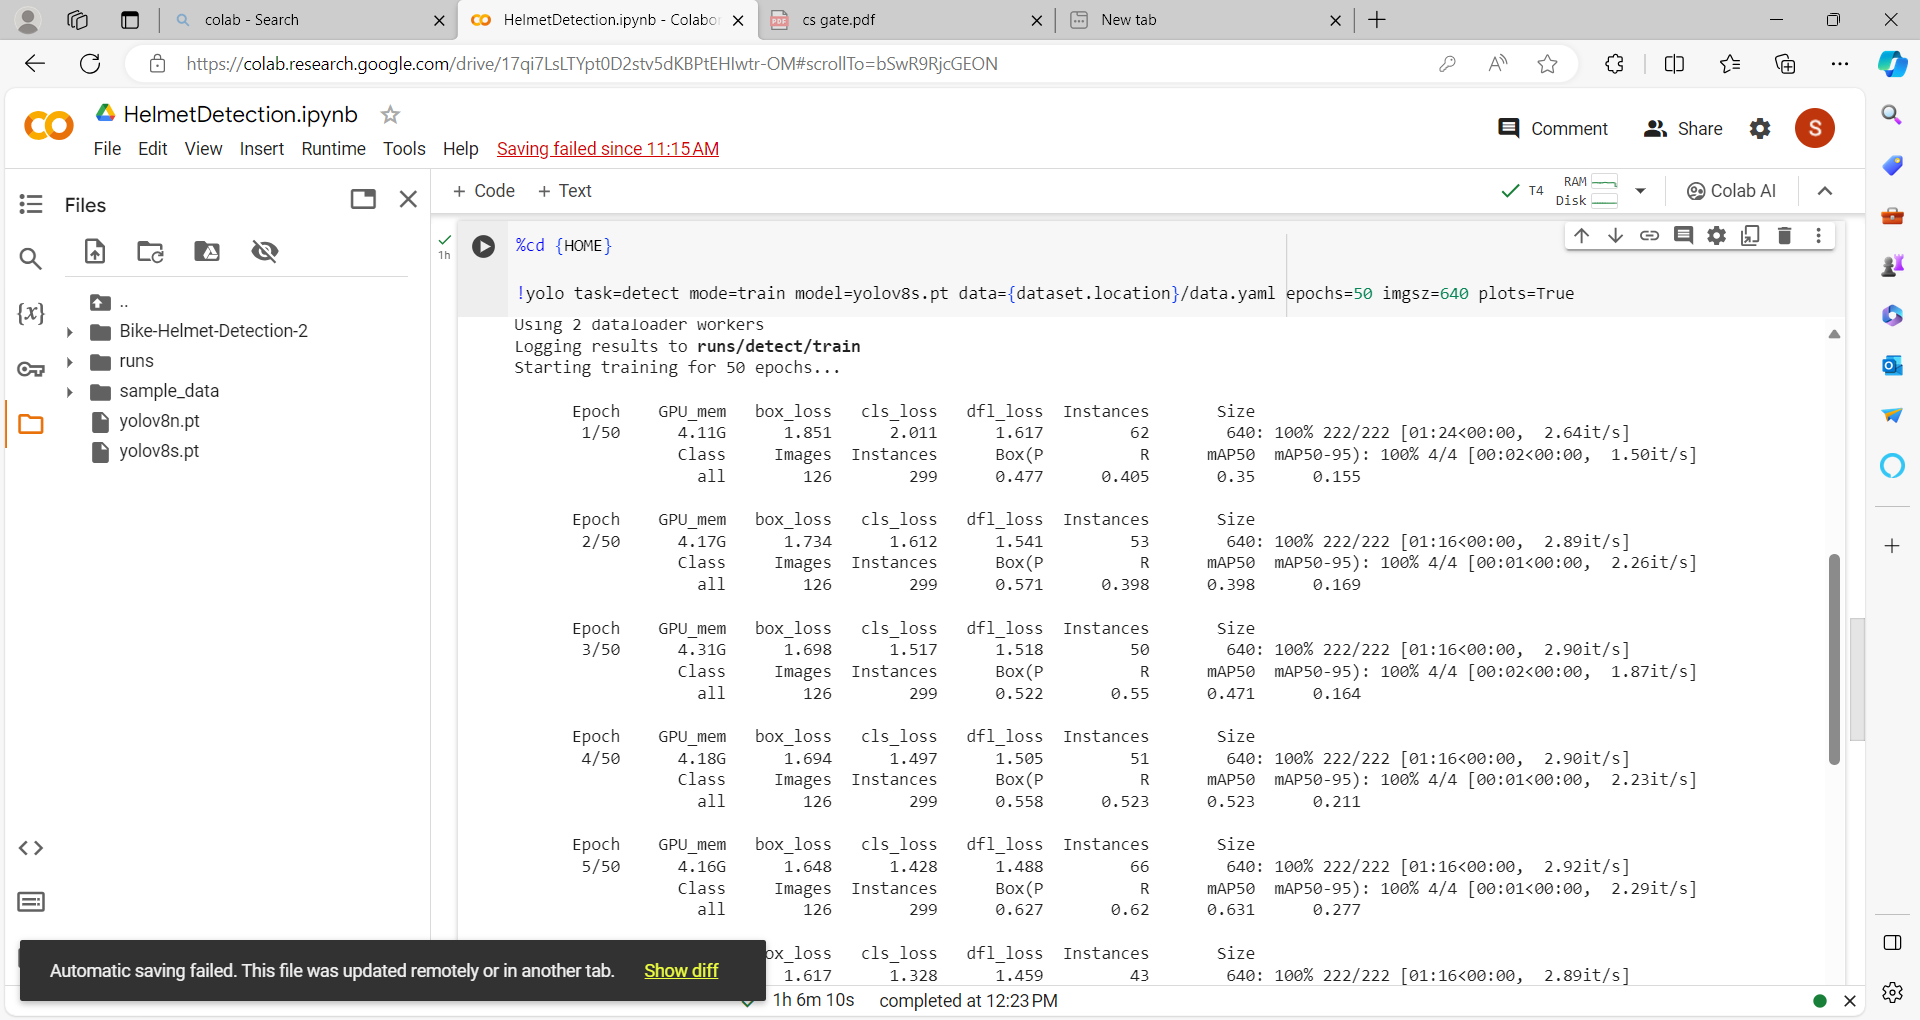 colab - Search
HelmetDetection.ipynb - Colabo
cs gate.pdf
New tab
https://colab.research.google.com/drive/17qi7LsLTYpt0D2stv5dKBPtEHIwtr-OM#scrollTo=bSwR9RjcGEON
HelmetDetection.ipynb
Comment
Share
S
File Edit View Insert Runtime Tools Help Saving failed since 11:15 AM
Files
+ Code + Text
T4 RAM Disk
Colab AI
..
Bike-Helmet-Detection-2
runs
sample_data
yolov8n.pt
yolov8s.pt
1h
%cd {HOME}
!yolo task=detect mode=train model=yolov8s.pt data={dataset.location}/data.yaml epochs=50 imgsz=640 plots=True
Using 2 dataloader workers
Logging results to runs/detect/train
Starting training for 50 epochs...
Epoch GPU_mem box_loss cls_loss dfl_loss Instances Size
1/50 4.11G 1.851 2.011 1.617 62 640: 100% 222/222 [01:24<00:00, 2.64it/s]
Class Images Instances Box(P R mAP50 mAP50-95): 100% 4/4 [00:02<00:00, 1.50it/s]
all 126 299 0.477 0.405 0.35 0.155
Epoch GPU_mem box_loss cls_loss dfl_loss Instances Size
2/50 4.17G 1.734 1.612 1.541 53 640: 100% 222/222 [01:16<00:00, 2.89it/s]
Class Images Instances Box(P R mAP50 mAP50-95): 100% 4/4 [00:01<00:00, 2.26it/s]
all 126 299 0.571 0.398 0.398 0.169
Epoch GPU_mem box_loss cls_loss dfl_loss Instances Size
3/50 4.31G 1.698 1.517 1.518 50 640: 100% 222/222 [01:16<00:00, 2.90it/s]
Class Images Instances Box(P R mAP50 mAP50-95): 100% 4/4 [00:02<00:00, 1.87it/s]
all 126 299 0.522 0.55 0.471 0.164
Epoch GPU_mem box_loss cls_loss dfl_loss Instances Size
4/50 4.18G 1.694 1.497 1.505 51 640: 100% 222/222 [01:16<00:00, 2.90it/s]
Class Images Instances Box(P R mAP50 mAP50-95): 100% 4/4 [00:01<00:00, 2.23it/s]
all 126 299 0.558 0.523 0.523 0.211
Epoch GPU_mem box_loss cls_loss dfl_loss Instances Size
5/50 4.16G 1.648 1.428 1.488 66 640: 100% 222/222 [01:16<00:00, 2.92it/s]
Class Images Instances Box(P R mAP50 mAP50-95): 100% 4/4 [00:01<00:00, 2.29it/s]
all 126 299 0.627 0.62 0.631 0.277
ox_loss cls_loss dfl_loss Instances Size
1.617 1.328 1.459 43 640: 100% 222/222 [01:16<00:00, 2.89it/s]
Automatic saving failed. This file was updated remotely or in another tab. Show diff
1h 6m 10s completed at 12:23 PM